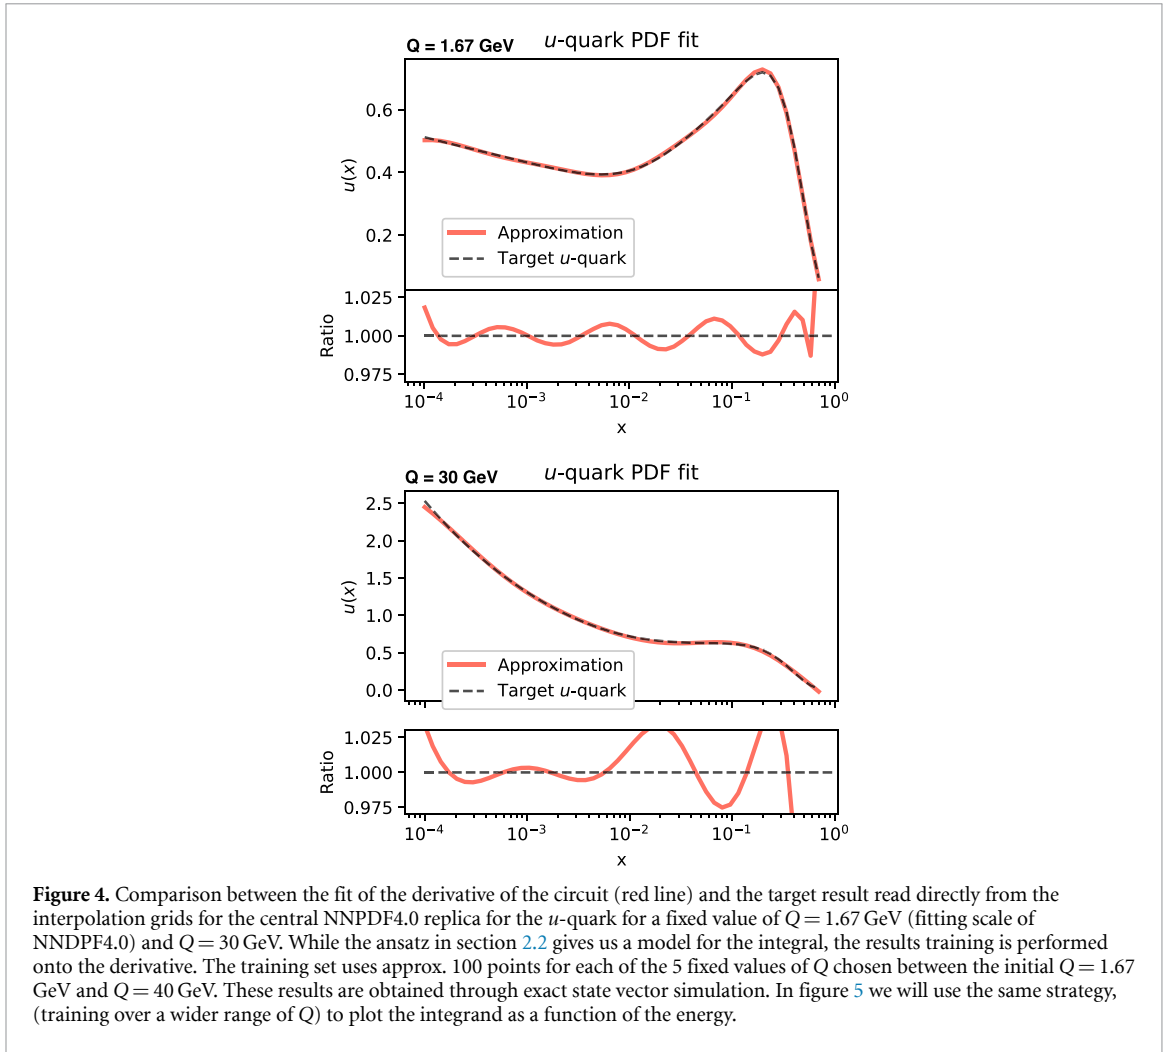 Q = 1.67 GeV
u-quark PDF fit
0.6
0.4
0.2
u(x)
Approximation
Target u-quark
1.025
1.000
0.975
Ratio
10⁻⁴ 10⁻³ 10⁻² 10⁻¹ 10⁰
x
Q = 30 GeV
u-quark PDF fit
2.5
2.0
1.5
1.0
0.5
0.0
u(x)
Approximation
Target u-quark
1.025
1.000
0.975
Ratio
10⁻⁴ 10⁻³ 10⁻² 10⁻¹ 10⁰
x
Figure 4. Comparison between the fit of the derivative of the circuit (red line) and the target result read directly from the
interpolation grids for the central NNPDF4.0 replica for the u-quark for a fixed value of Q = 1.67 GeV (fitting scale of
NNDPF4.0) and Q = 30 GeV. While the ansatz in section 2.2 gives us a model for the integral, the results training is performed
onto the derivative. The training set uses approx. 100 points for each of the 5 fixed values of Q chosen between the initial Q = 1.67
GeV and Q = 40 GeV. These results are obtained through exact state vector simulation. In figure 5 we will use the same strategy,
(training over a wider range of Q) to plot the integrand as a function of the energy.